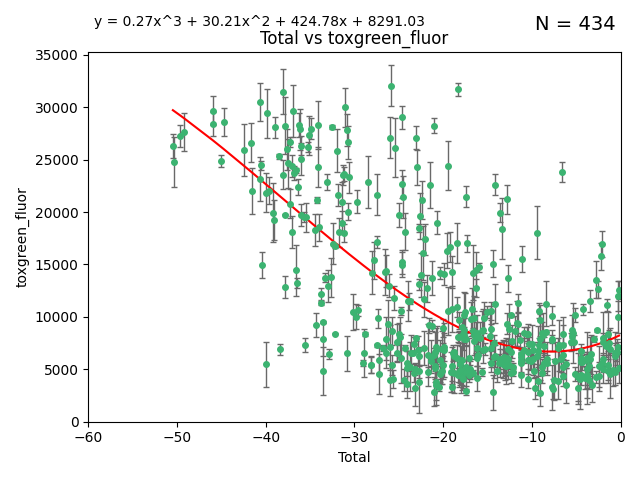 y = 0.27x^3 + 30.21x^2 + 424.78x + 8291.03
N = 434
Total vs toxgreen_fluor
35000
30000
25000
20000
15000
10000
5000
0
toxgreen_fluor
−60 −50 −40 −30 −20 −10 0
Total